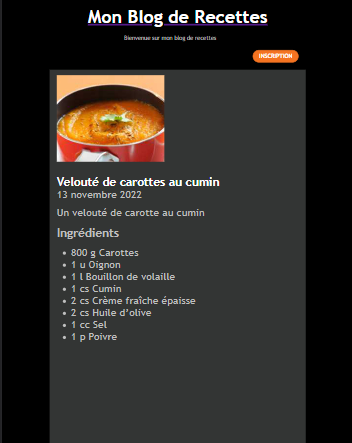 Mon Blog de Recettes
Bienvenue sur mon blog de recettes
INSCRIPTION
Velouté de carottes au cumin
13 novembre 2022
Un velouté de carotte au cumin
Ingrédients
• 800 g Carottes
• 1 u Oignon
• 1 l Bouillon de volaille
• 1 cs Cumin
• 2 cs Crème fraîche épaisse
• 2 cs Huile d'olive
• 1 cc Sel
• 1 p Poivre